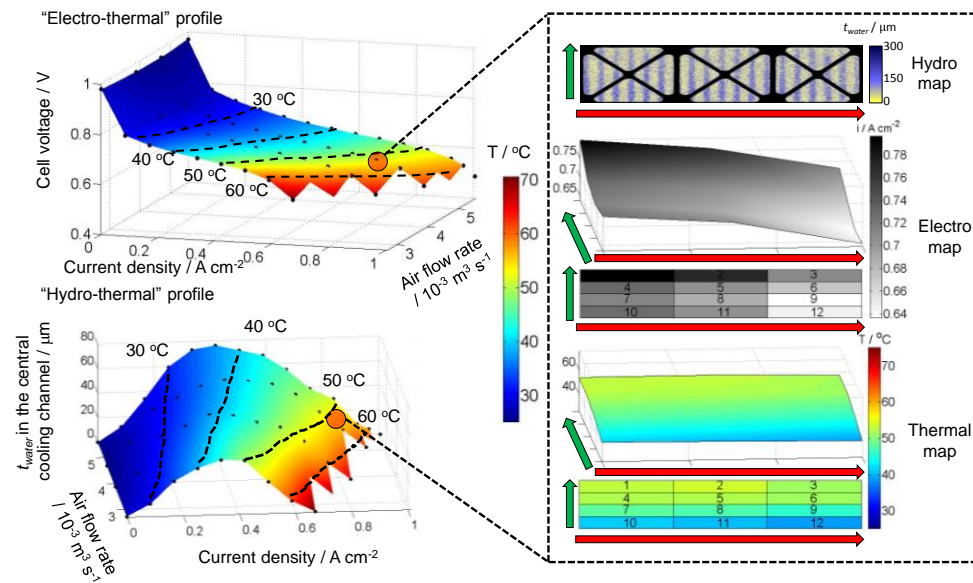 “Electro-thermal” profile
Cell voltage / V
1
0.8
0.6
0.4
30 °C
40 °C
50 °C
60 °C
0
0.2
0.4
0.6
0.8
1
Current density / A cm-2
3
4
5
Air flow rate
/ 10-3 m3 s-1
“Hydro-thermal” profile
t_water in the central
cooling channel / μm
80
60
40
20
0
30 °C
40 °C
50 °C
60 °C
5
4
3
Air flow rate
/ 10-3 m3 s-1
0
0.2
0.4
0.6
0.8
1
Current density / A cm-2
T / °C
70
60
50
40
30
t_water / μm
300
150
0
Hydro
map
i / A cm-2
0.75
0.7
0.65
0.78
0.76
0.74
0.72
0.7
0.68
0.66
0.64
Electro
map
2 3
4 5 6
7 8 9
10 11 12
T / °C
60
40
70
60
50
40
30
Thermal
map
1 2 3
4 5 6
7 8 9
10 11 12